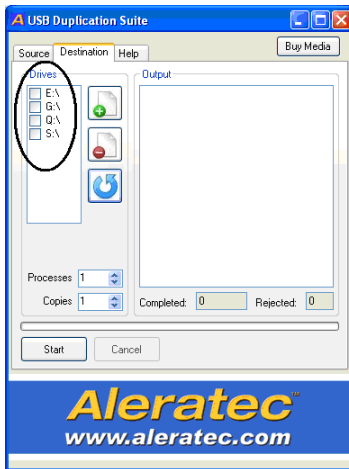 A USB Duplication Suite
Buy Media
Source Destination Help
Drives
Output
E:\
G:\
Q:\
S:\
Processes 1
Copies 1
Completed: 0 Rejected: 0
Start Cancel
Aleratec™
www.aleratec.com